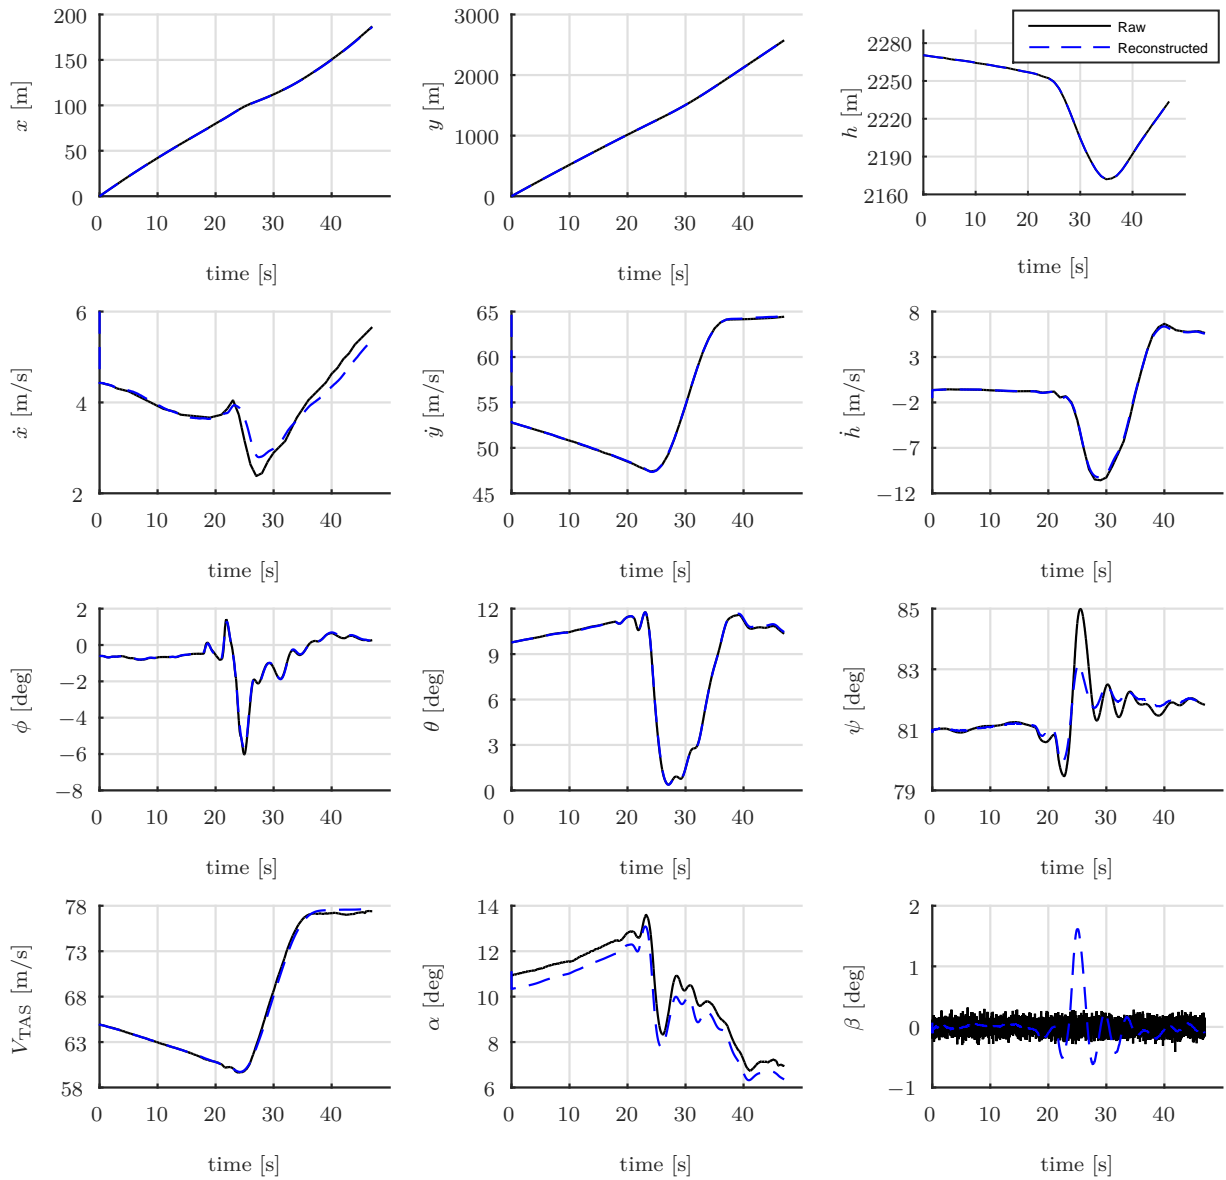 Raw
Reconstructed
200
150
100
50
0
x [m]
0 10 20 30 40
time [s]
3000
2000
1000
0
y [m]
0 10 20 30 40
time [s]
2280
2250
2220
2190
2160
h [m]
0 10 20 30 40
time [s]
6
4
2
ẋ [m/s]
0 10 20 30 40
time [s]
65
60
55
50
45
ẏ [m/s]
0 10 20 30 40
time [s]
8
3
−2
−7
−12
ḣ [m/s]
0 10 20 30 40
time [s]
2
0
−2
−4
−6
−8
ϕ [deg]
0 10 20 30 40
time [s]
12
9
6
3
0
θ [deg]
0 10 20 30 40
time [s]
85
83
81
79
ψ [deg]
0 10 20 30 40
time [s]
78
73
68
63
58
V_TAS [m/s]
0 10 20 30 40
time [s]
14
12
10
8
6
α [deg]
0 10 20 30 40
time [s]
2
1
0
−1
β [deg]
0 10 20 30 40
time [s]